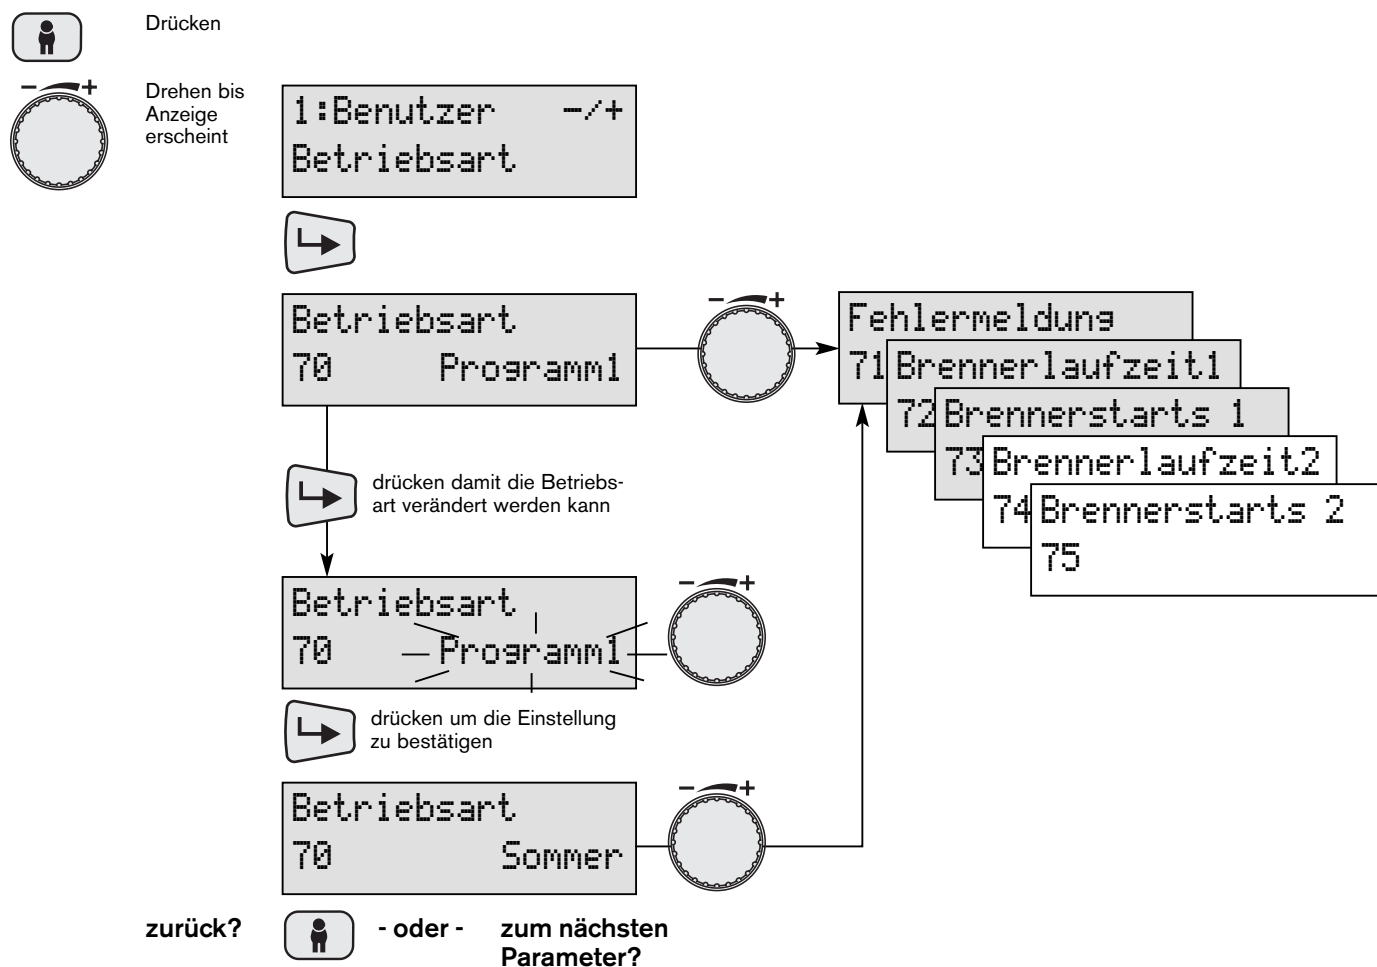 Drücken
− +
Drehen bis
Anzeige
erscheint
1:Benutzer −/+
Betriebsart
Betriebsart
70 Programm1
− +
Fehlermeldung
71
Brennerlaufzeit1
72
Brennerstarts 1
73
Brennerlaufzeit2
74
Brennerstarts 2
75
drücken damit die Betriebs-
art verändert werden kann
Betriebsart
70 Programm1
− +
drücken um die Einstellung
zu bestätigen
Betriebsart
70 Sommer
− +
zurück? - oder - zum nächsten
Parameter?